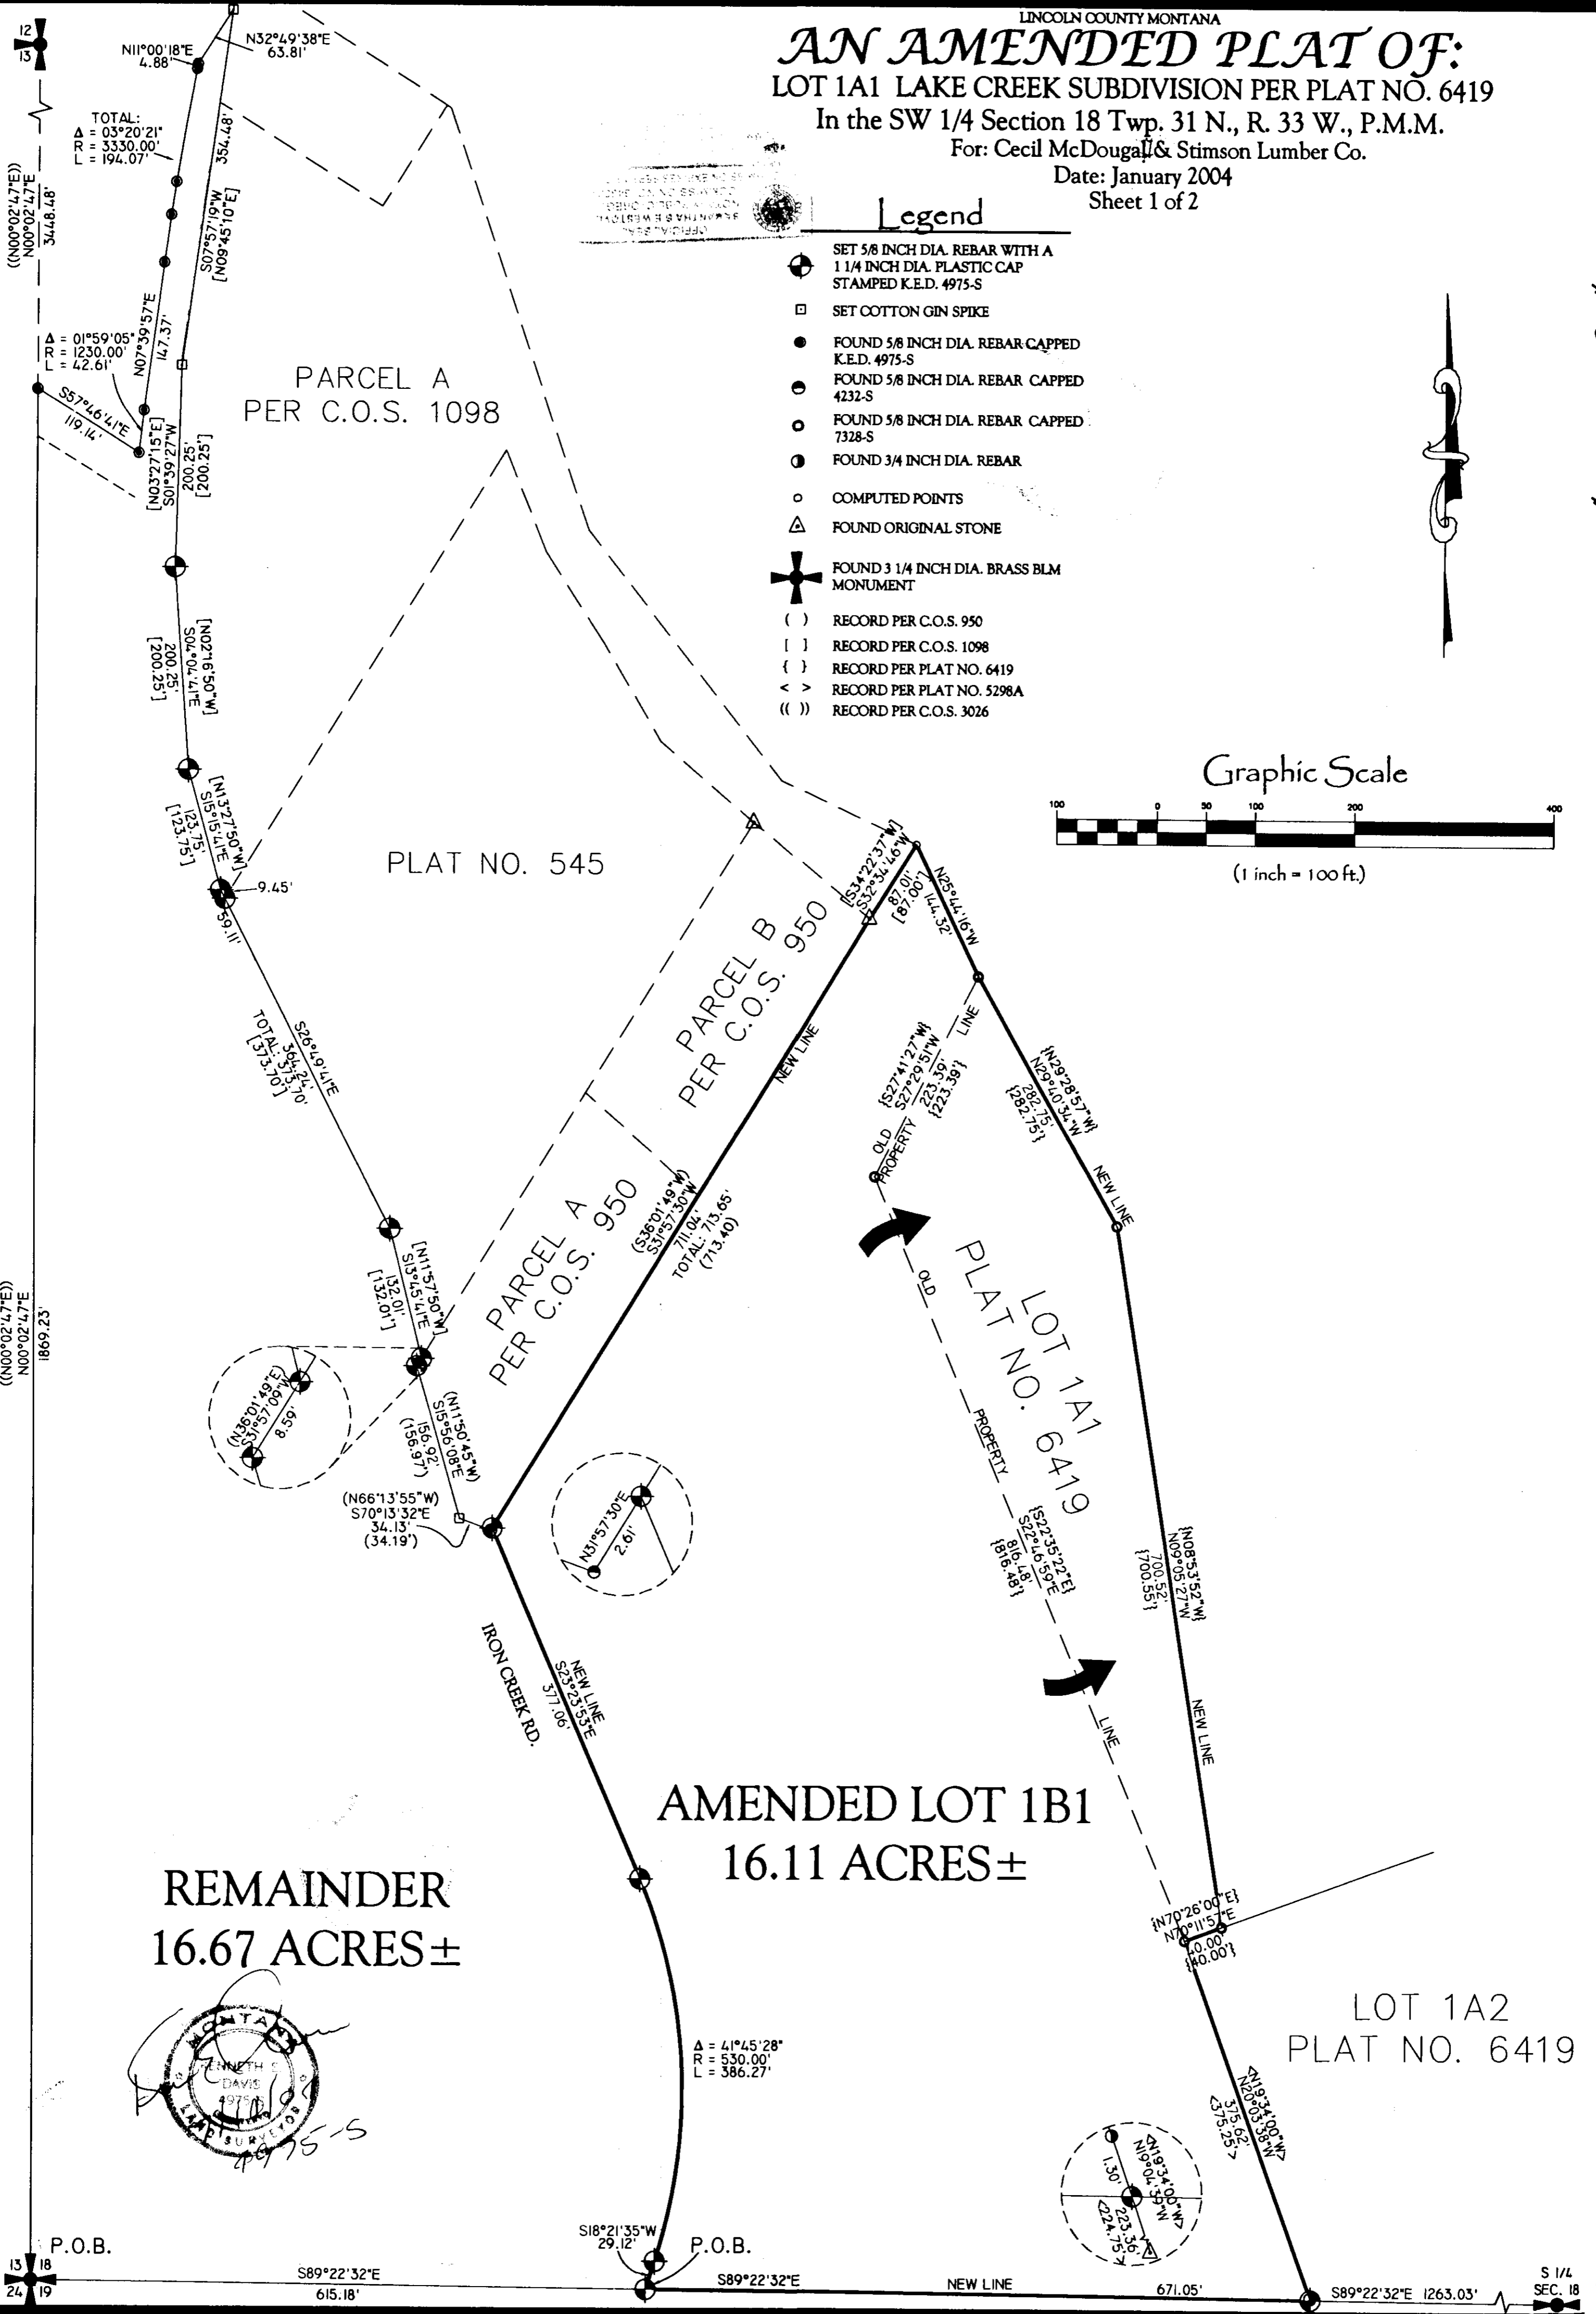 LINCOLN COUNTY MONTANA
AN AMENDED PLAT OF:
LOT 1A1 LAKE CREEK SUBDIVISION PER PLAT NO. 6419
In the SW 1/4 Section 18 Twp. 31 N., R. 33 W., P.M.M.
For: Cecil McDougall & Stimson Lumber Co.
Date: January 2004
Sheet 1 of 2
Legend
SET 5/8 INCH DIA. REBAR WITH A
1 1/4 INCH DIA. PLASTIC CAP
STAMPED K.E.D. 4975-S
SET COTTON GIN SPIKE
FOUND 5/8 INCH DIA. REBAR CAPPED
K.E.D. 4975-S
FOUND 5/8 INCH DIA. REBAR CAPPED
4232-S
FOUND 5/8 INCH DIA. REBAR CAPPED
7328-S
FOUND 3/4 INCH DIA. REBAR
COMPUTED POINTS
FOUND ORIGINAL STONE
FOUND 3 1/4 INCH DIA. BRASS BLM
MONUMENT
( ) RECORD PER C.O.S. 950
[ ] RECORD PER C.O.S. 1098
{ } RECORD PER PLAT NO. 6419
< > RECORD PER PLAT NO. 5298A
(( )) RECORD PER C.O.S. 3026
Graphic Scale
100 0 50 100 200 400
(1 inch = 100 ft.)
12
13
N11°00'18"E
4.88'
N32°49'38"E
63.81'
TOTAL:
Δ = 03°20'21"
R = 3330.00'
L = 194.07'
354.48'
S07°57'19"W
[N09°45'10"E]
((N00°02'47"E))
N00°02'47"E
3448.48'
N07°39'57"E
147.37'
Δ = 01°59'05"
R = 1230.00'
L = 42.61'
S57°46'41"E
119.14'
[N03°27'15"E]
S01°39'27"W
200.25'
[200.25']
PARCEL A
PER C.O.S. 1098
[N02°16'50"W]
S04°04'41"E
200.25'
[200.25']
[N13°27'50"W]
S15°15'41"E
123.75'
[123.75']
9.45'
59.11'
PLAT NO. 545
S26°49'41"E
364.24'
TOTAL: 373.70'
[373.70']
PARCEL B
PER C.O.S. 950
[S34°22'37"W]
S32°34'46"W
87.01'
[87.00']
N25°44'16"W
144.32'
NEW LINE
{S27°41'27"W}
S27°29'51"W
223.39'
{223.39'}
OLD
PROPERTY
LINE
{N29°28'57"W}
N29°40'34"W
282.75'
{282.75'}
NEW LINE
(S36°01'49"W)
S31°57'30"W
711.04'
TOTAL: 713.65'
(713.40)
PARCEL A
PER C.O.S. 950
[N11°57'50"W]
S13°45'41"E
132.01'
[132.01']
((N00°02'47"E))
N00°02'47"E
1869.23'
(N36°01'49"E)
S31°57'09"W
8.59'
(N11°50'45"W)
S15°56'08"E
156.92'
(156.97')
(N66°13'55"W)
S70°13'32"E
34.13'
(34.19')
N31°57'30"E
2.61'
LOT 1A1
PLAT NO. 6419
OLD
PROPERTY
LINE
{S22°35'22"E}
S22°46'59"E
816.48'
{816.48'}
{N08°53'52"W}
N09°05'27"W
700.52'
{700.55'}
NEW LINE
IRON CREEK RD.
NEW LINE
S23°23'53"E
377.06'
AMENDED LOT 1B1
16.11 ACRES±
REMAINDER
16.67 ACRES±
MONTANA
KENNETH E
DAVIS
4975 S
LAND SURVEYOR
4975-S
{N70°26'00"E}
N70°11'57"E
40.00'
{40.00'}
LOT 1A2
PLAT NO. 6419
Δ = 41°45'28"
R = 530.00'
L = 386.27'
<N19°34'00"W>
N20°03'38"W
375.62'
<375.25'>
<N19°34'00"W>
N19°04'39"W
1.30'
223.36'
<224.75'>
S18°21'35"W
29.12'
P.O.B.
P.O.B.
13 18
24 19
S89°22'32"E
615.18'
S89°22'32"E
NEW LINE
671.05'
S89°22'32"E 1263.03'
S 1/4
SEC. 18